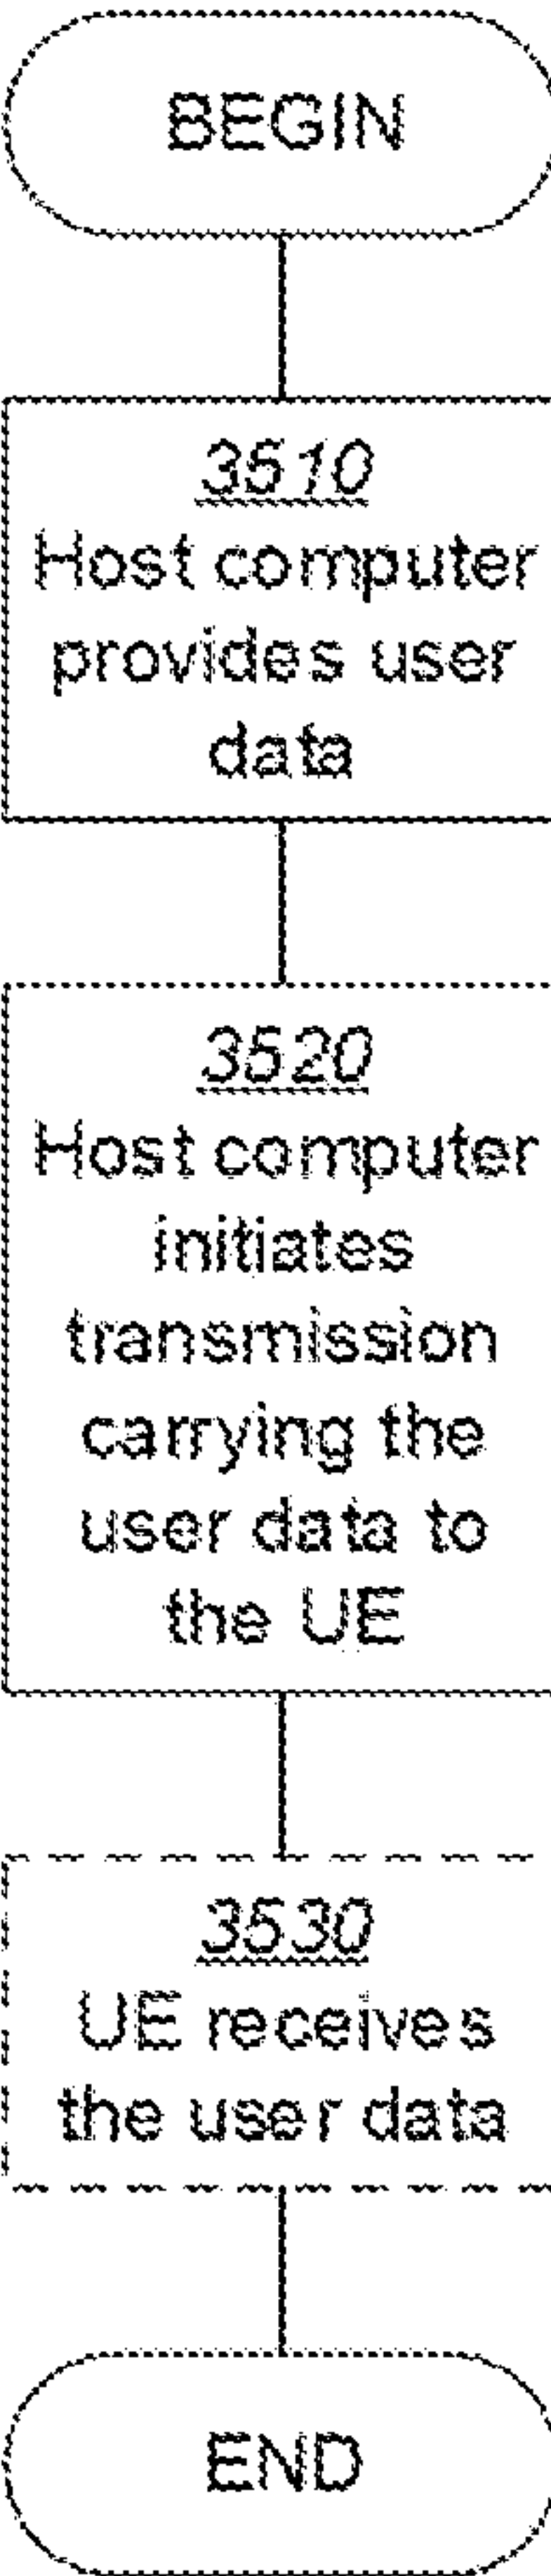 BEGIN
3510
Host computer
provides user
data
3520
Host computer
initiates
transmission
carrying the
user data to
the UE
3530
UE receives
the user data
END